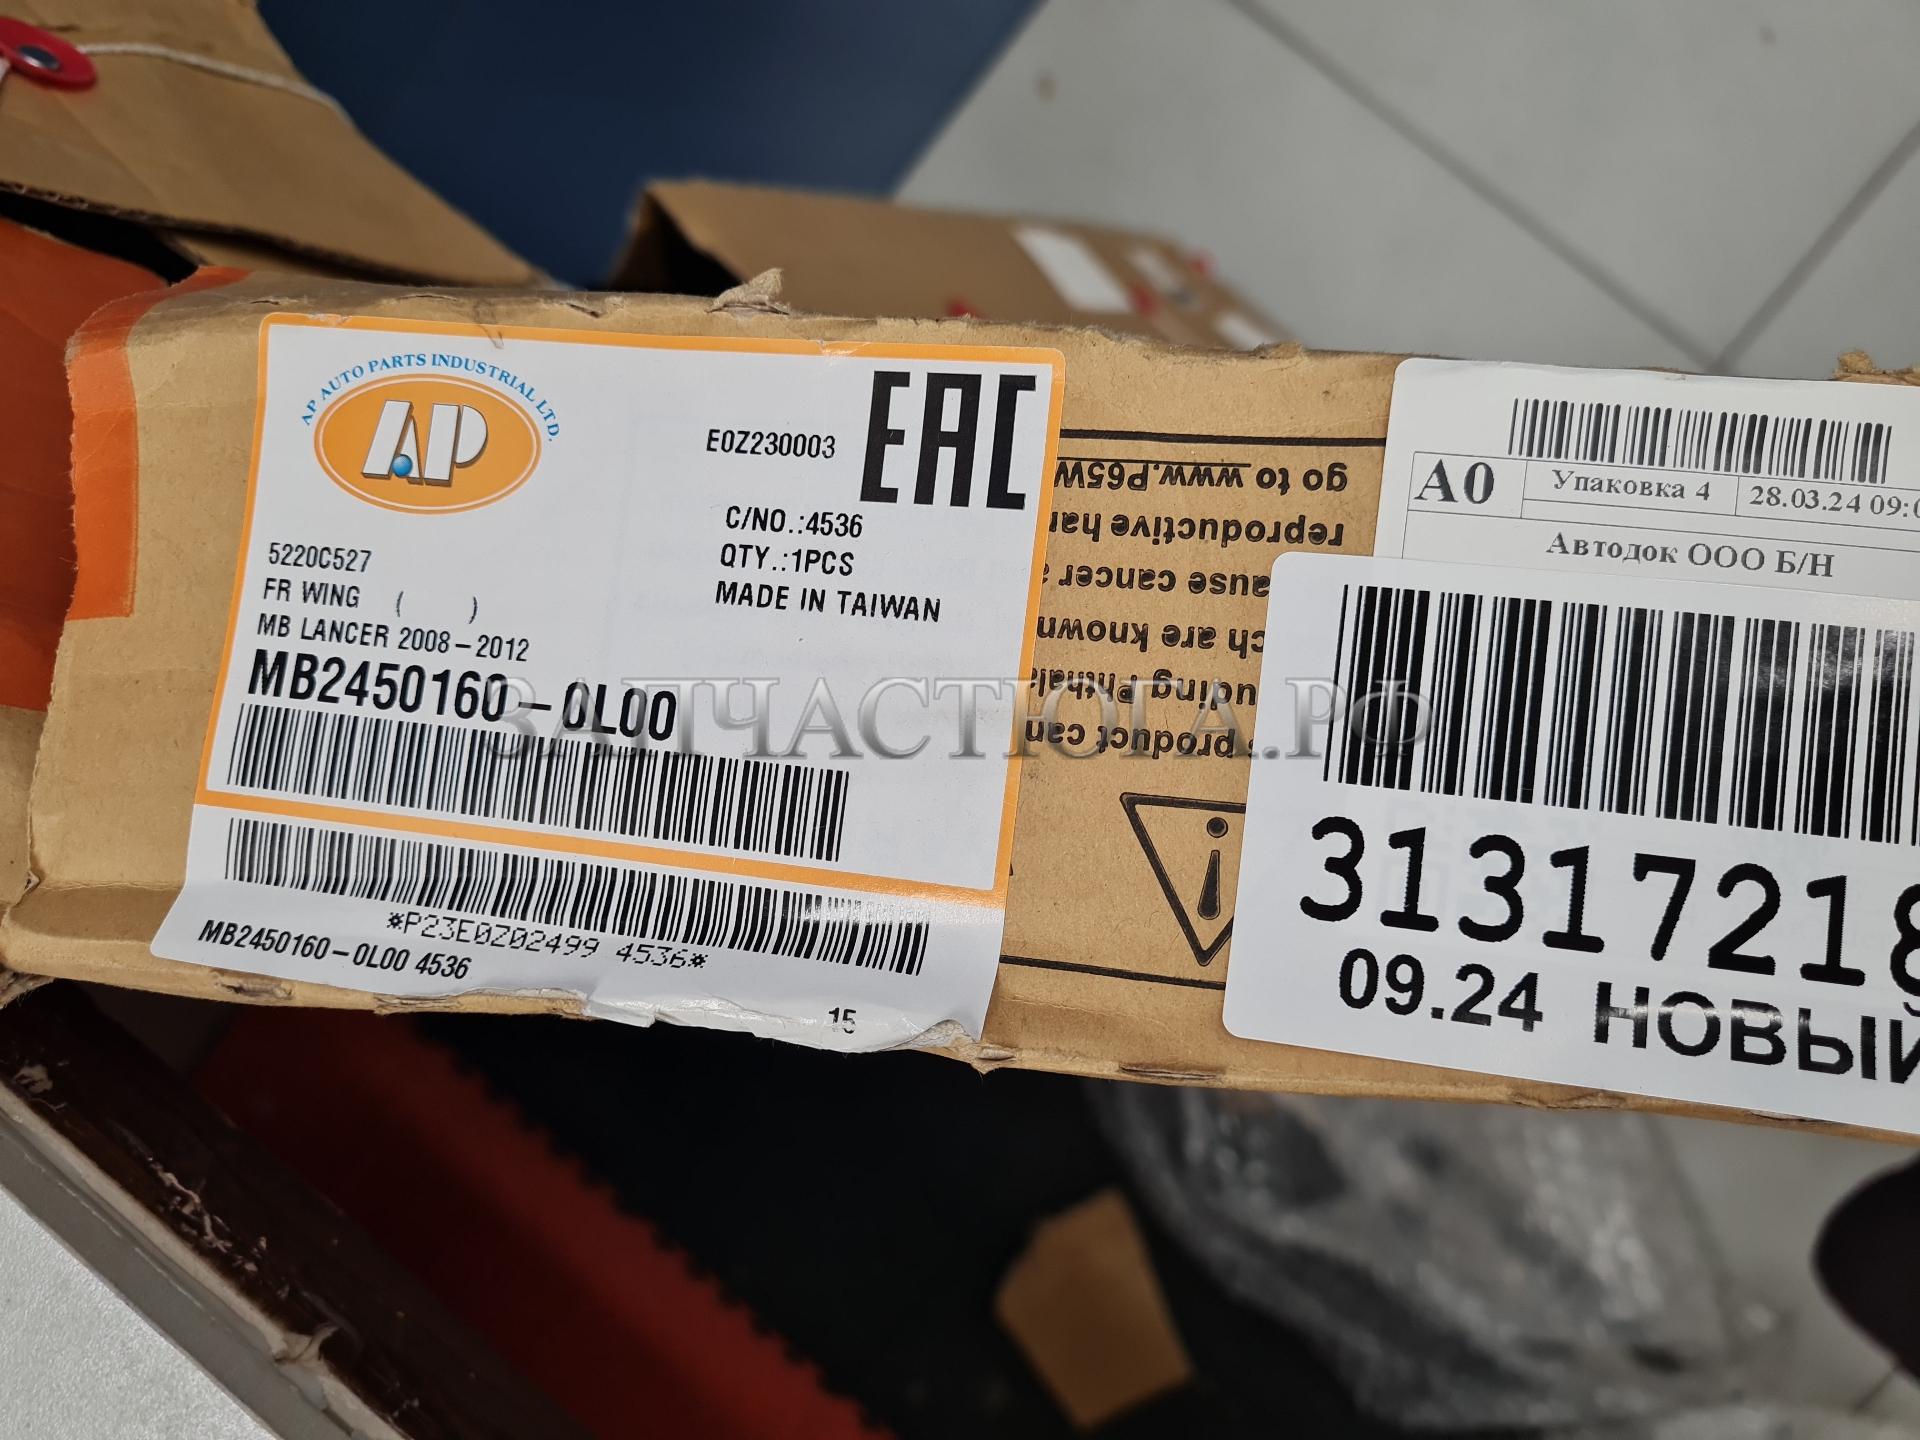 AP AUTO PARTS INDUSTRIAL LTD.
AP
E0Z230003
EAC
C/NO.:4536
QTY.:1PCS
MADE IN TAIWAN
5220C527
FR WING ( )
MB LANCER 2008-2012
MB2450160-0L00
*P23E0Z02499 4536*
MB2450160-0L00 4536
15
ЗАПЧАСТЮГА.РФ
go to www.P65W
reproductive har
ause cancer
ch are known
uding Phthala
product can
A0
Упаковка 4
28.03.24 09:0
Автодок ООО Б/Н
3131721
09.24 НОВЫЙ